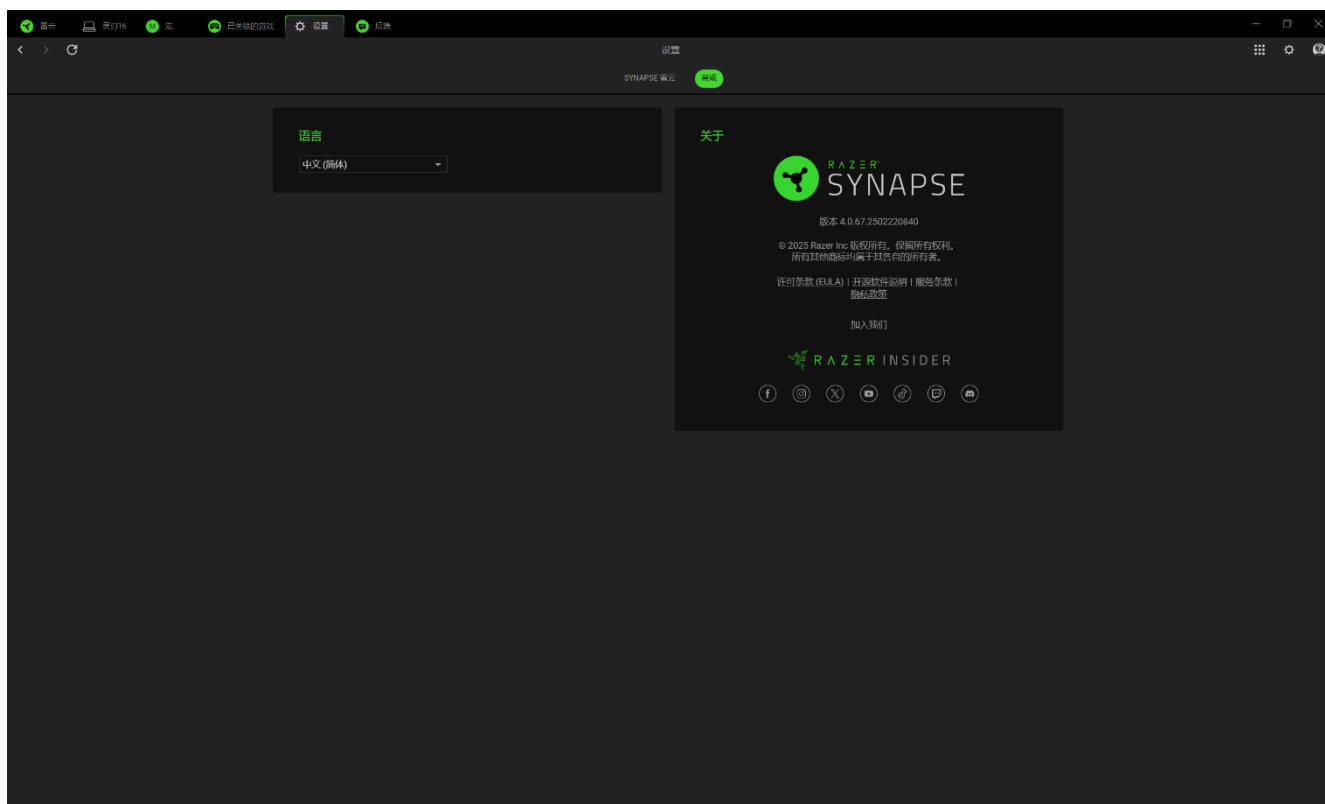 雷云 灵刃16 宏 已关联的游戏 设置 反馈
设置
SYNAPSE 雷云 常规
语言
中文 (简体)
关于
RAZER
SYNAPSE
版本 4.0.67.2502220840
© 2025 Razer Inc 版权所有。保留所有权利。
所有其他商标均属于其各自的所有者。
许可条款 (EULA) | 开源软件说明 | 服务条款 |
隐私政策
加入我们
RAZER INSIDER